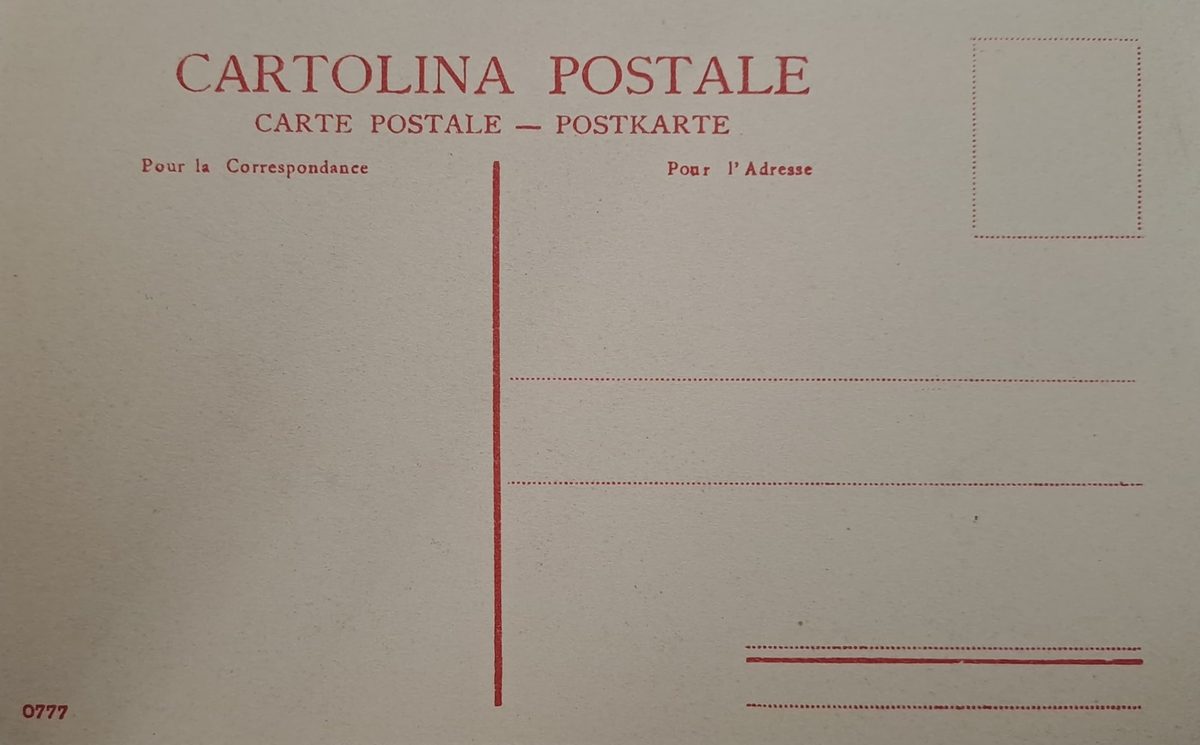 CARTOLINA POSTALE
CARTE POSTALE — POSTKARTE
Pour la Correspondance
Pour l'Adresse
0777